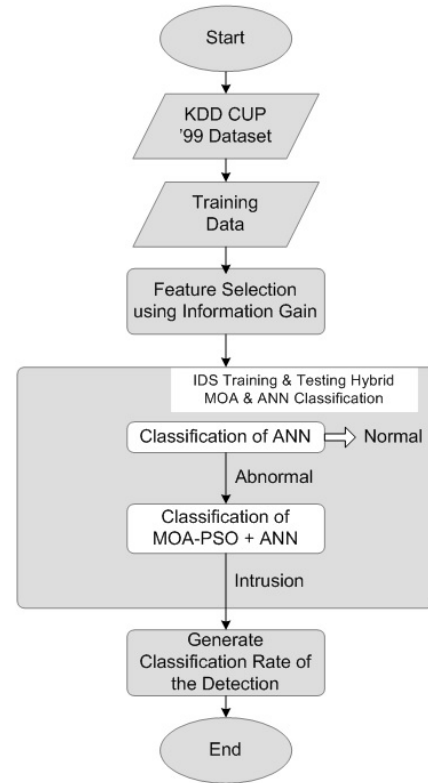 Start
KDD CUP
'99 Dataset
Training
Data
Feature Selection
using Information Gain
IDS Training & Testing Hybrid
MOA & ANN Classification
Classification of ANN
Normal
Abnormal
Classification of
MOA-PSO + ANN
Intrusion
Generate
Classification Rate of
the Detection
End